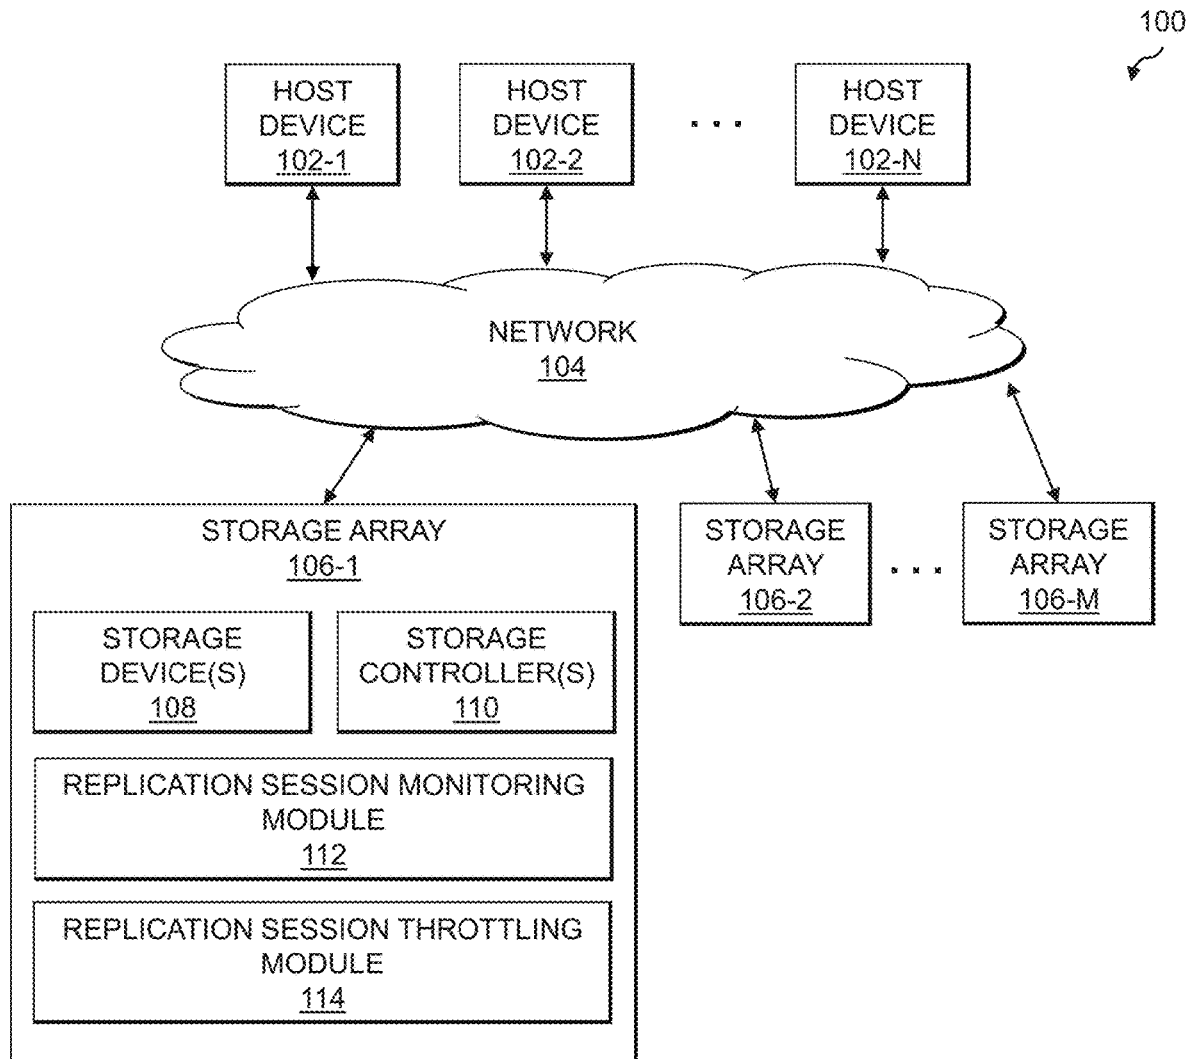 100
HOST
DEVICE
102-1
HOST
DEVICE
102-2
. . .
HOST
DEVICE
102-N
NETWORK
104
STORAGE ARRAY
106-1
STORAGE
DEVICE(S)
108
STORAGE
CONTROLLER(S)
110
REPLICATION SESSION MONITORING
MODULE
112
REPLICATION SESSION THROTTLING
MODULE
114
STORAGE
ARRAY
106-2
. . .
STORAGE
ARRAY
106-M